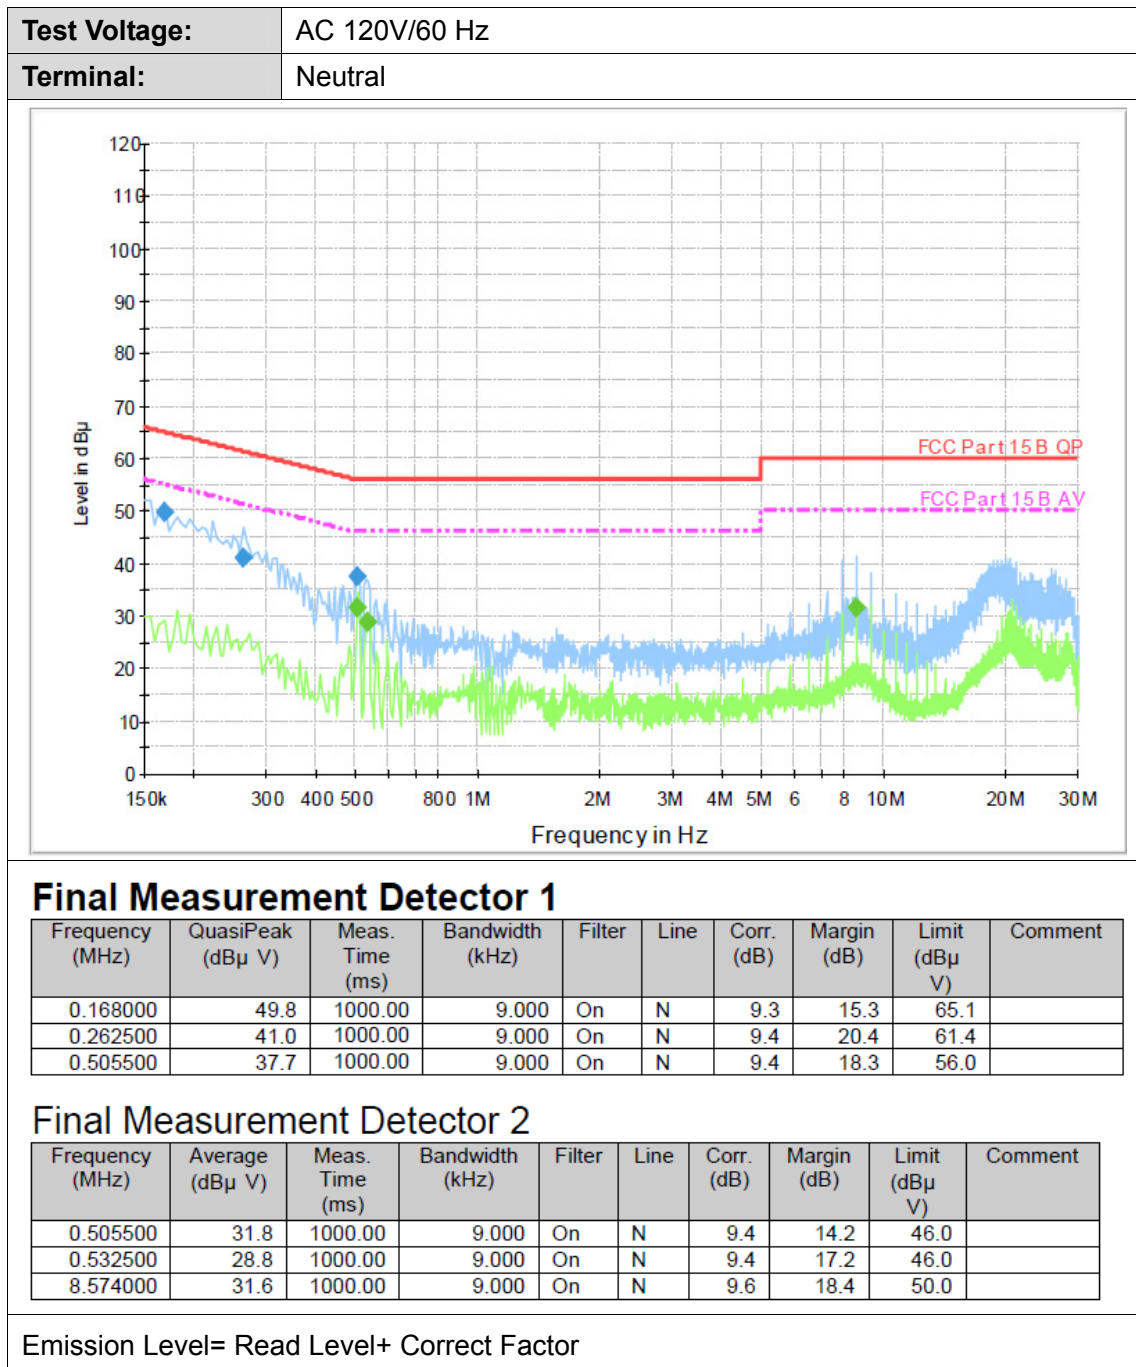 Test Voltage: AC 120V/60 Hz
Terminal: Neutral
120
110
100
90
80
70
60
50
40
30
20
10
0
Level in dBµ
FCC Part 15 B QP
FCC Part 15 B AV
150k 300 400 500 800 1M 2M 3M 4M 5M 6 8 10M 20M 30M
Frequency in Hz
Final Measurement Detector 1
Frequency QuasiPeak Meas. Bandwidth Filter Line Corr. Margin Limit Comment
(MHz) (dBµ V) Time (kHz) (dB) (dB) (dBµ
(ms) V)
0.168000 49.8 1000.00 9.000 On N 9.3 15.3 65.1
0.262500 41.0 1000.00 9.000 On N 9.4 20.4 61.4
0.505500 37.7 1000.00 9.000 On N 9.4 18.3 56.0
Final Measurement Detector 2
Frequency Average Meas. Bandwidth Filter Line Corr. Margin Limit Comment
(MHz) (dBµ V) Time (kHz) (dB) (dB) (dBµ
(ms) V)
0.505500 31.8 1000.00 9.000 On N 9.4 14.2 46.0
0.532500 28.8 1000.00 9.000 On N 9.4 17.2 46.0
8.574000 31.6 1000.00 9.000 On N 9.6 18.4 50.0
Emission Level= Read Level+ Correct Factor